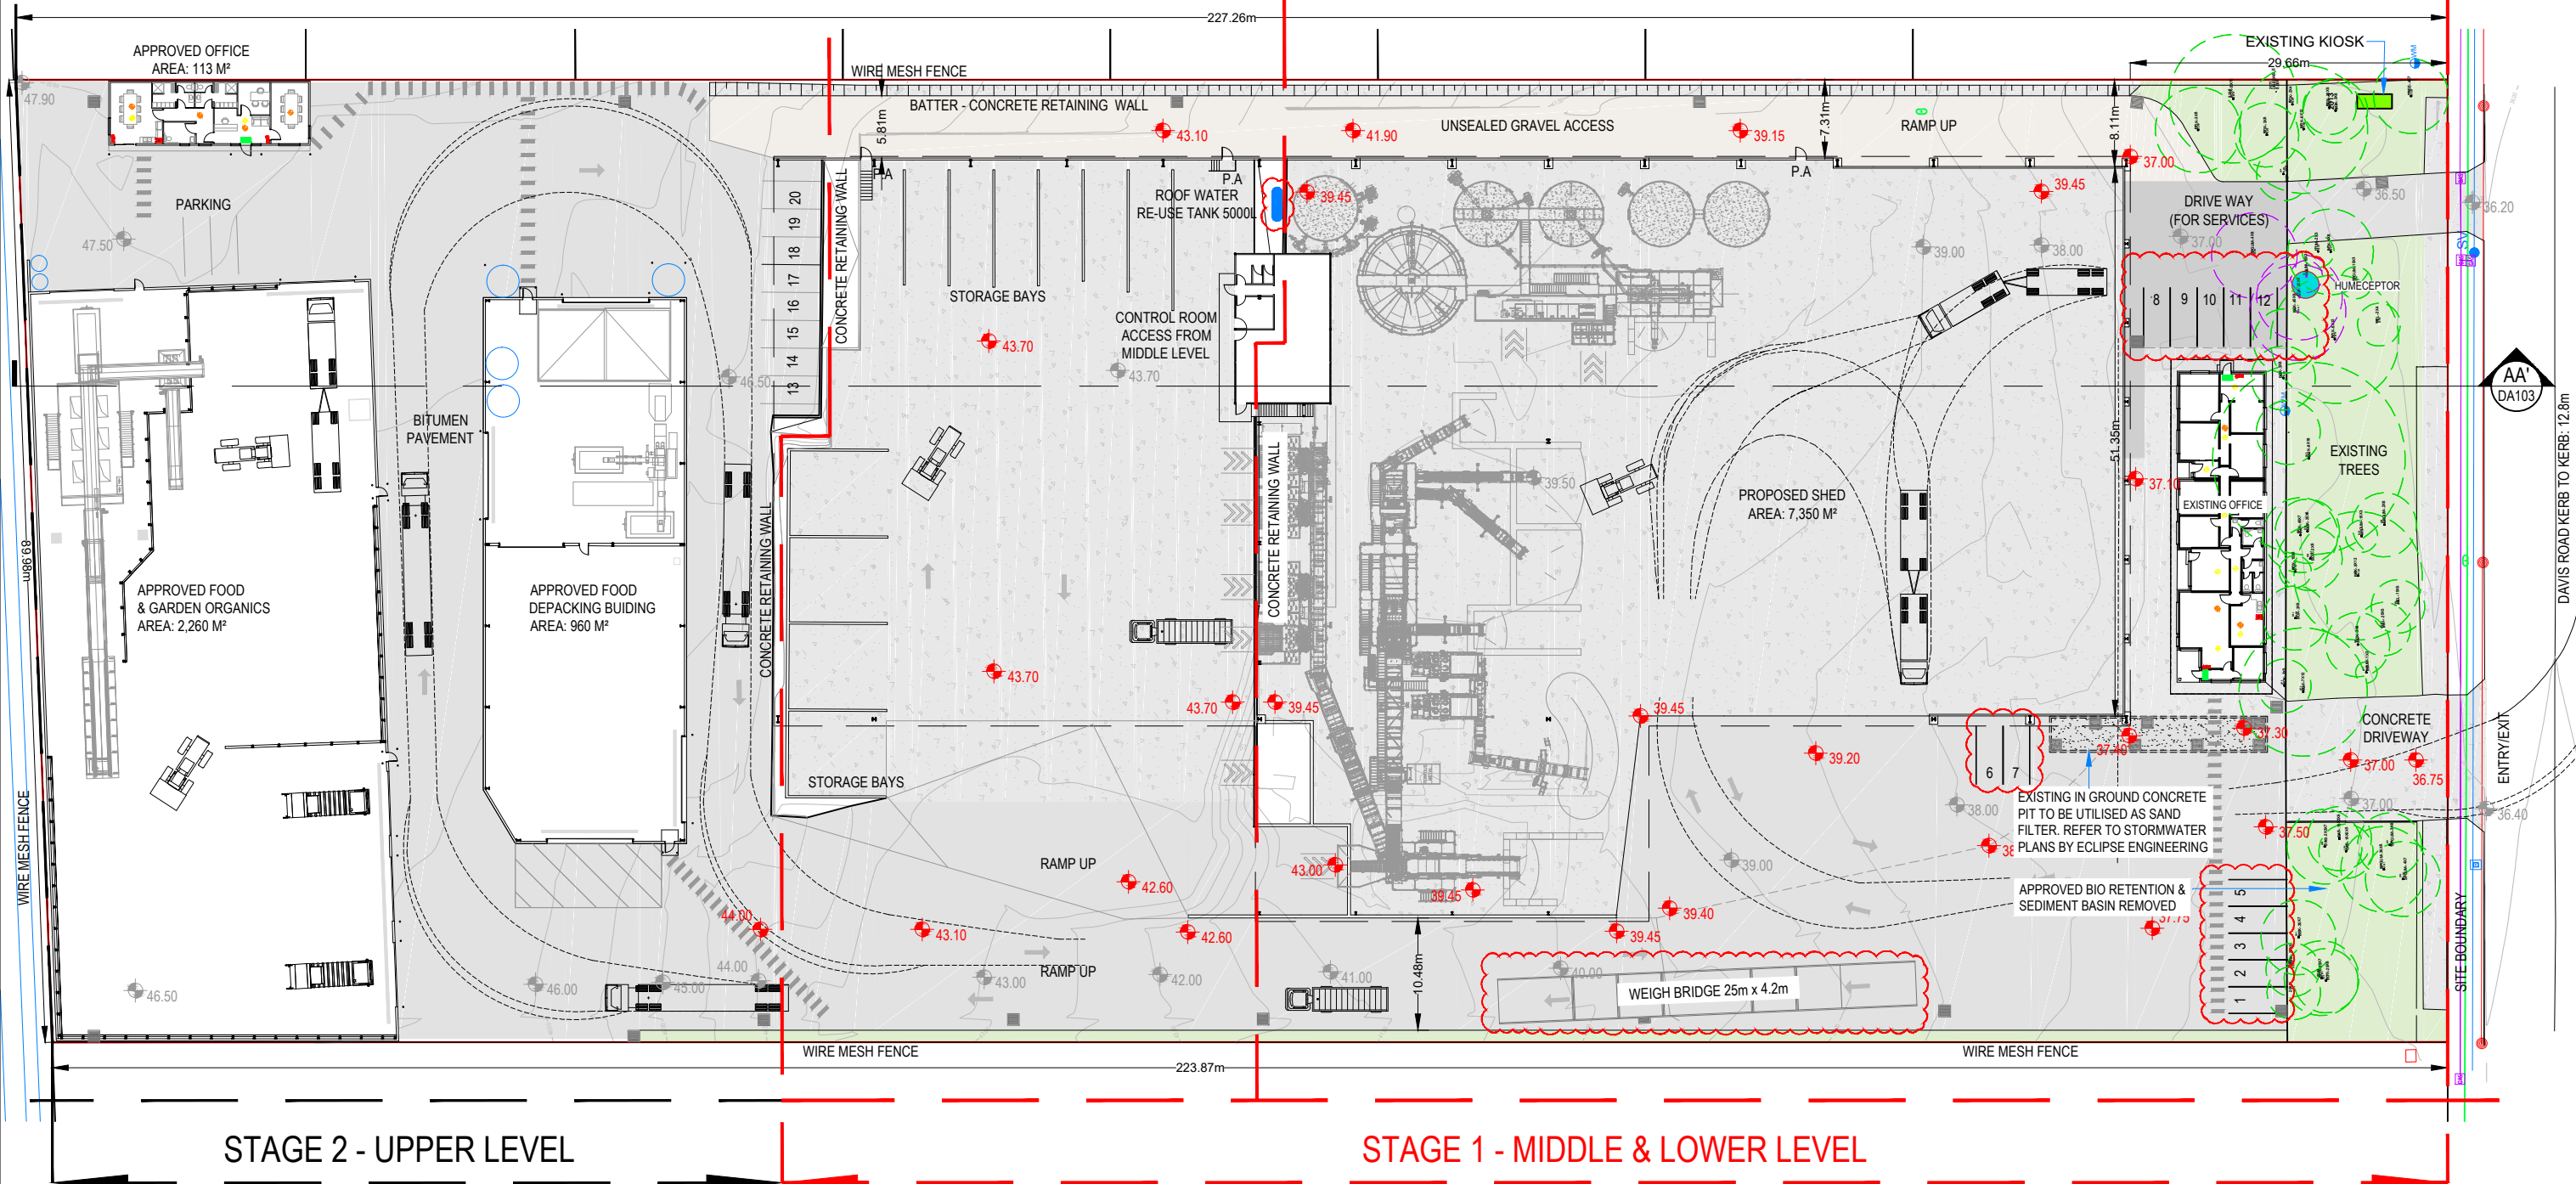 227.26m
APPROVED OFFICE
AREA: 113 M²
WIRE MESH FENCE
EXISTING KIOSK
29.66m
47.90
BATTER - CONCRETE RETAINING WALL
5.81m
43.10
41.90
UNSEALED GRAVEL ACCESS
39.15
7.31m
RAMP UP
8.11m
37.00
P.A
P.A
P.A
PARKING
47.50
20
19
18
17
16
15
14
13
CONCRETE RETAINING WALL
ROOF WATER
RE-USE TANK 5000L
39.45
39.45
39.00
38.00
DRIVE WAY
(FOR SERVICES)
37.00
36.50
36.20
SV
HUMECEPTOR
8
9
10
11
12
STORAGE BAYS
43.70
CONTROL ROOM
ACCESS FROM
MIDDLE LEVEL
43.70
46.50
AA'
DA103
DAVIS ROAD KERB TO KERB: 12.8m
BITUMEN
PAVEMENT
CONCRETE RETAINING WALL
CONCRETE RETAINING WALL
39.50
PROPOSED SHED
AREA: 7,350 M²
51.35m
37.10
EXISTING OFFICE
EXISTING
TREES
89.98m
APPROVED FOOD
& GARDEN ORGANICS
AREA: 2,260 M²
APPROVED FOOD
DEPACKING BUIDING
AREA: 960 M²
43.70
43.70
39.45
39.45
39.20
6
7
37.40
37.30
CONCRETE
DRIVEWAY
37.00
36.75
ENTRY/EXIT
STORAGE BAYS
WIRE MESH FENCE
38.00
EXISTING IN GROUND CONCRETE
PIT TO BE UTILISED AS SAND
FILTER. REFER TO STORMWATER
PLANS BY ECLIPSE ENGINEERING
37.00
36.40
37.50
RAMP UP
42.60
43.00
39.45
39.00
39.40
APPROVED BIO RETENTION &
SEDIMENT BASIN REMOVED
37.75
5
4
3
2
1
44.00
43.10
42.60
39.45
RAMP UP
46.50
46.00
45.00
44.00
43.00
42.00
41.00
40.00
10.48m
WEIGH BRIDGE 25m x 4.2m
SITE BOUNDARY
WIRE MESH FENCE
WIRE MESH FENCE
223.87m
STAGE 2 - UPPER LEVEL
STAGE 1 - MIDDLE & LOWER LEVEL